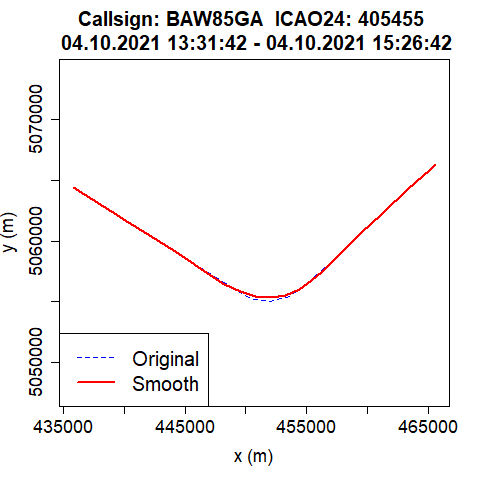 Callsign: BAW85GA  ICAO24: 405455
04.10.2021 13:31:42 - 04.10.2021 15:26:42
5070000
5060000
5050000
y (m)
Original
Smooth
435000
445000
455000
465000
x (m)